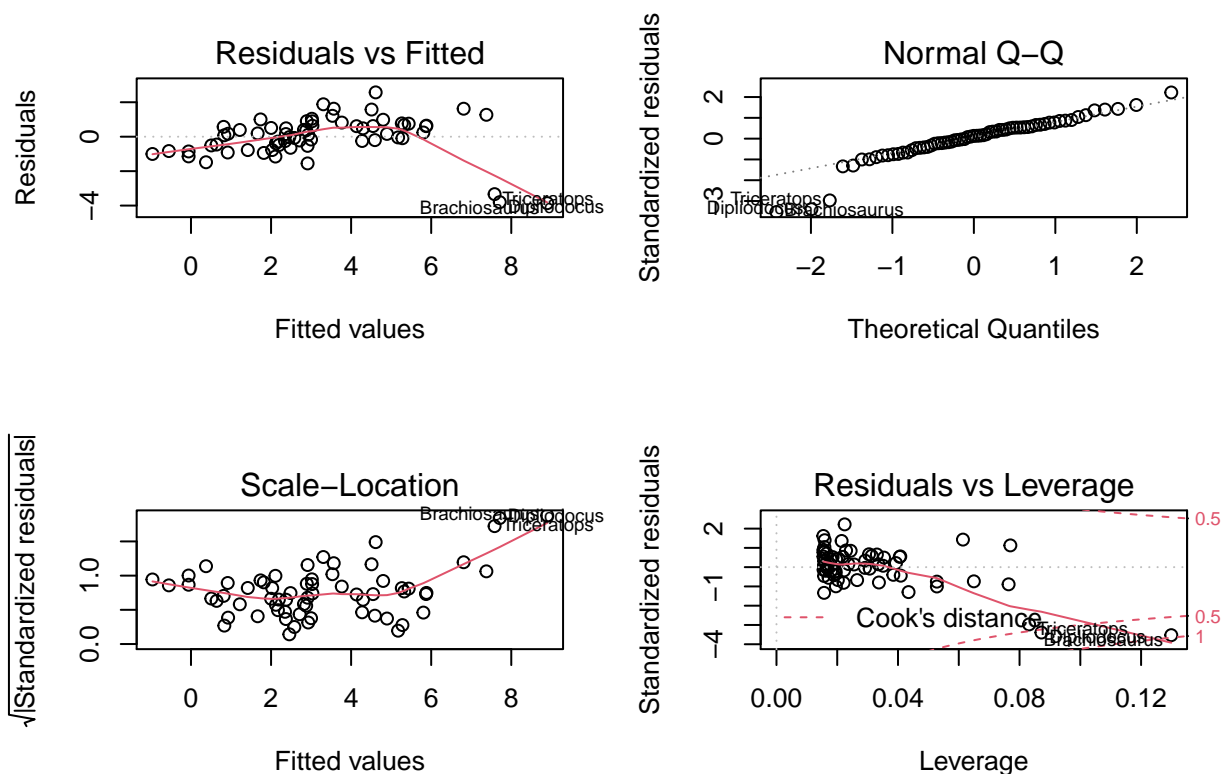 Residuals vs Fitted
Residuals
0
−4
Triceratops
Brachiosaurus
0 2 4 6 8
Fitted values
Normal Q−Q
Standardized residuals
2
0
Triceratops
Brachiosaurus
−2 −1 0 1 2
Theoretical Quantiles
Scale−Location
√|Standardized residuals|
1.0
0.0
Brachiosaurus
Triceratops
0 2 4 6 8
Fitted values
Residuals vs Leverage
Standardized residuals
2
−1
−4
0.5
0.5
1
Cook's distance
Triceratops
Brachiosaurus
0.00 0.04 0.08 0.12
Leverage